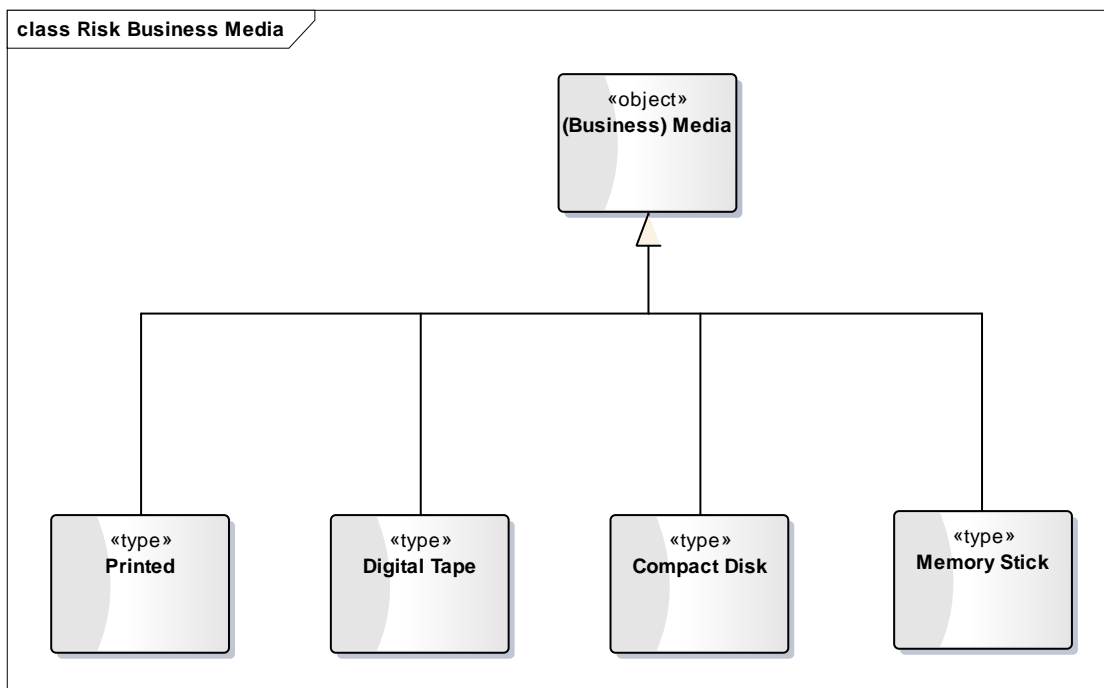 class Risk Business Media
«object»
(Business) Media
«type»
Printed
«type»
Digital Tape
«type»
Compact Disk
«type»
Memory Stick